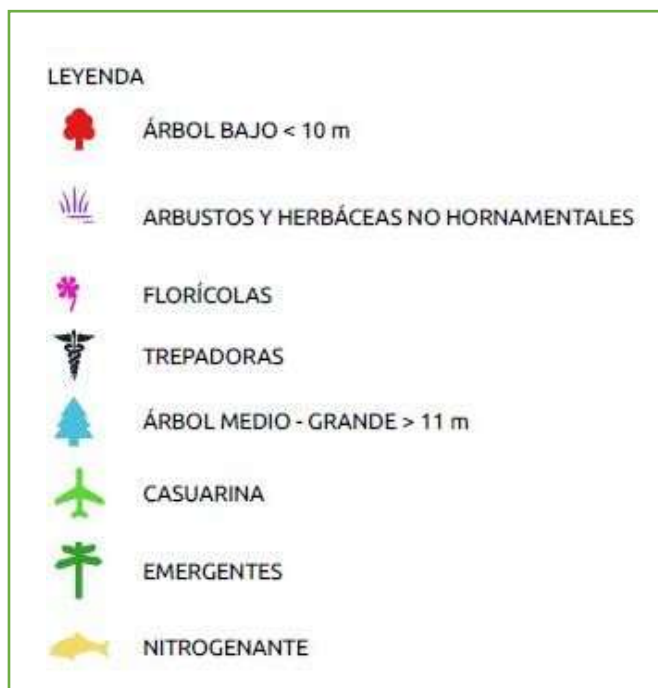 LEYENDA
ÁRBOL BAJO < 10 m
ARBUSTOS Y HERBÁCEAS NO HORNAMENTALES
FLORÍCOLAS
TREPADORAS
ÁRBOL MEDIO - GRANDE > 11 m
CASUARINA
EMERGENTES
NITROGENANTE